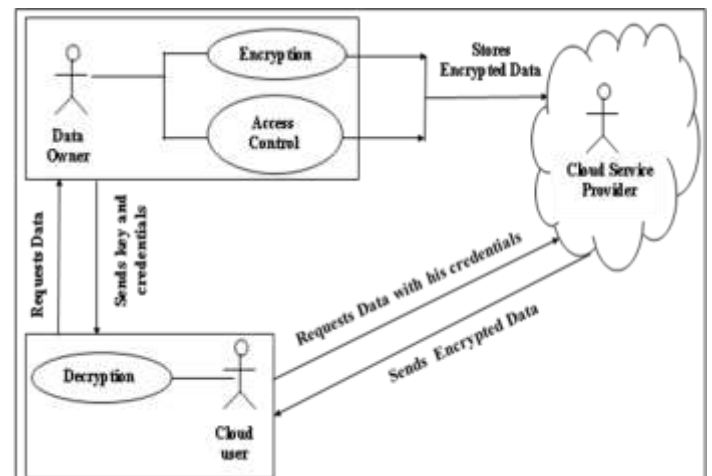 Encryption
Stores
Encrypted Data
Access
Control
Data
Owner
Cloud Service
Provider
Requests Data
Sends key and
credentials
Requests Data with his credentials
Sends Encrypted Data
Decryption
Cloud
user